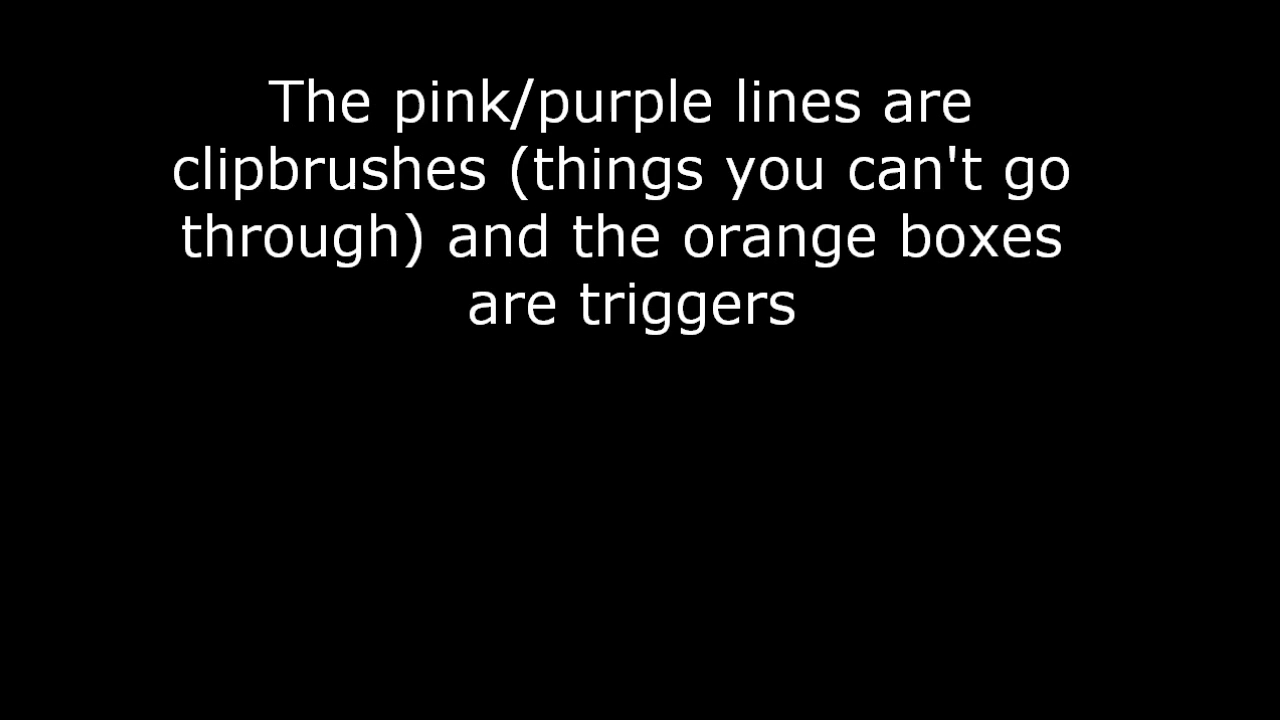 The pink/purple lines are
clipbrushes (things you can't go
through) and the orange boxes
are triggers